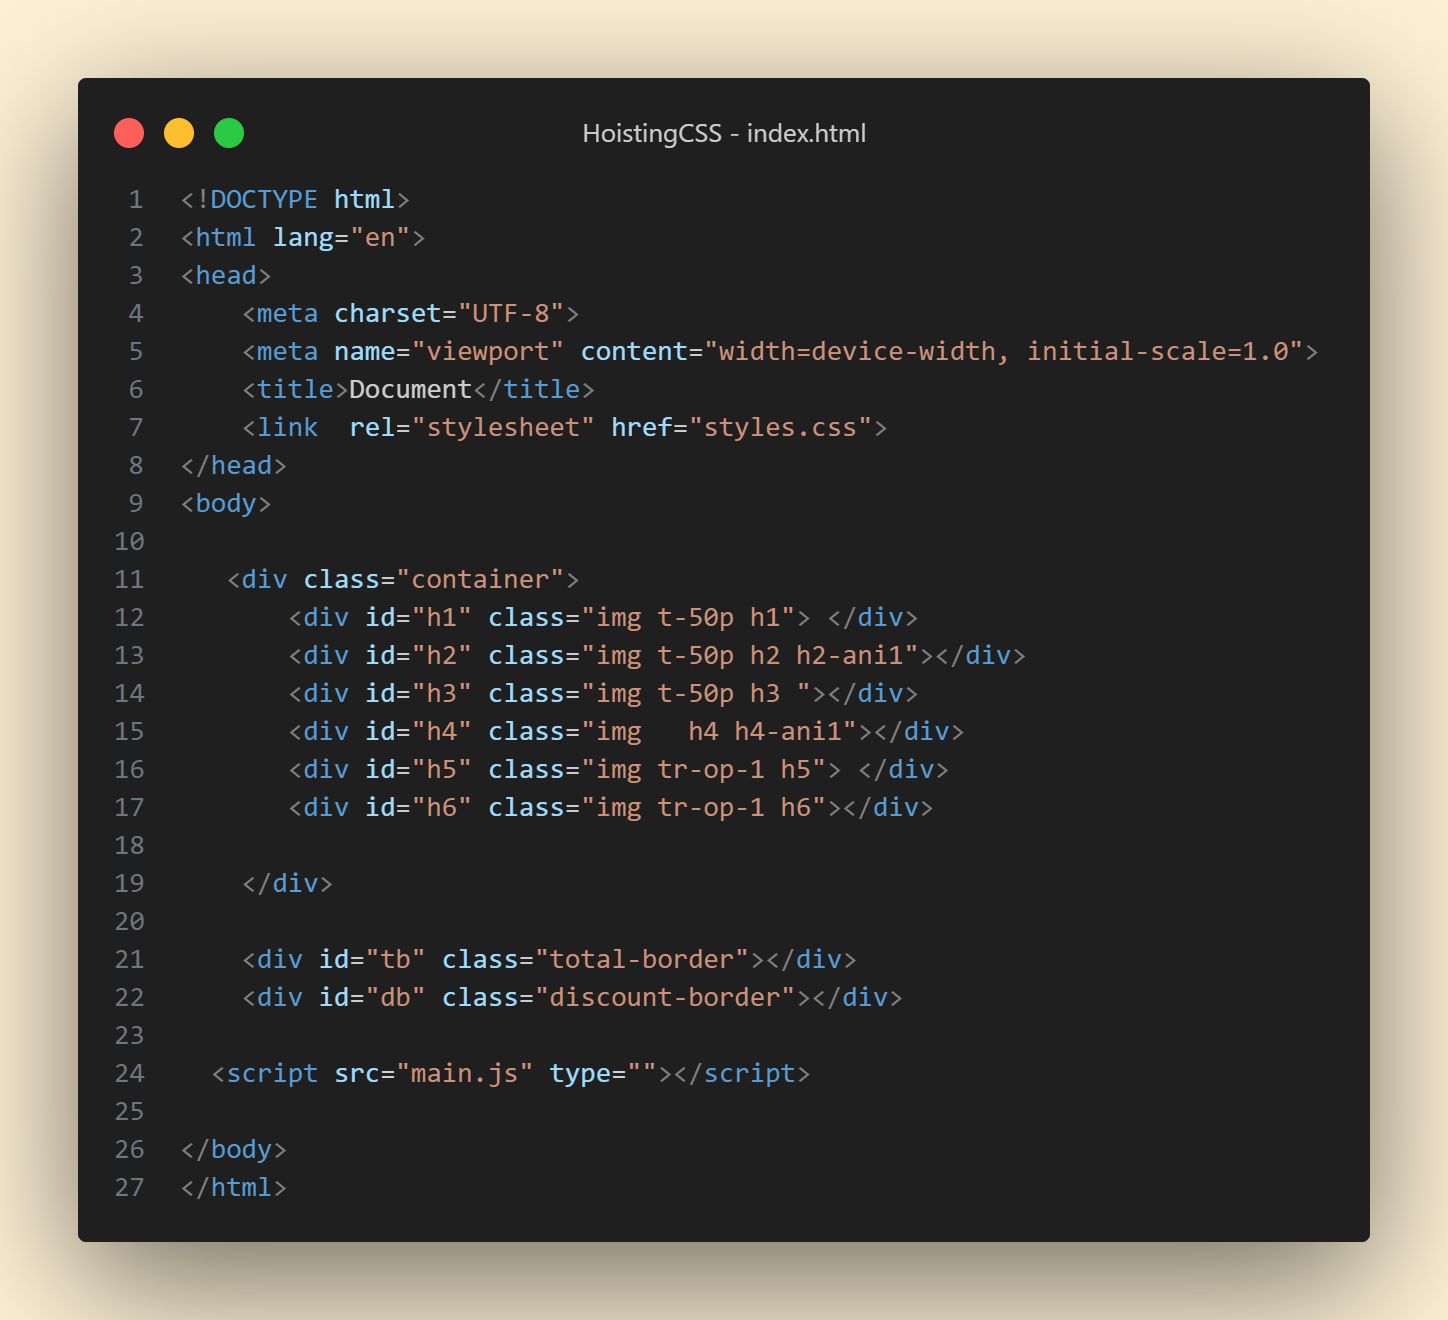 HoistingCSS - index.html
1 <!DOCTYPE html>
2 <html lang="en">
3 <head>
4     <meta charset="UTF-8">
5     <meta name="viewport" content="width=device-width, initial-scale=1.0">
6     <title>Document</title>
7     <link  rel="stylesheet" href="styles.css">
8 </head>
9 <body>
10
11    <div class="container">
12        <div id="h1" class="img t-50p h1"> </div>
13        <div id="h2" class="img t-50p h2 h2-ani1"></div>
14        <div id="h3" class="img t-50p h3 "></div>
15        <div id="h4" class="img   h4 h4-ani1"></div>
16        <div id="h5" class="img tr-op-1 h5"> </div>
17        <div id="h6" class="img tr-op-1 h6"></div>
18
19     </div>
20
21     <div id="tb" class="total-border"></div>
22     <div id="db" class="discount-border"></div>
23
24   <script src="main.js" type=""></script>
25
26 </body>
27 </html>